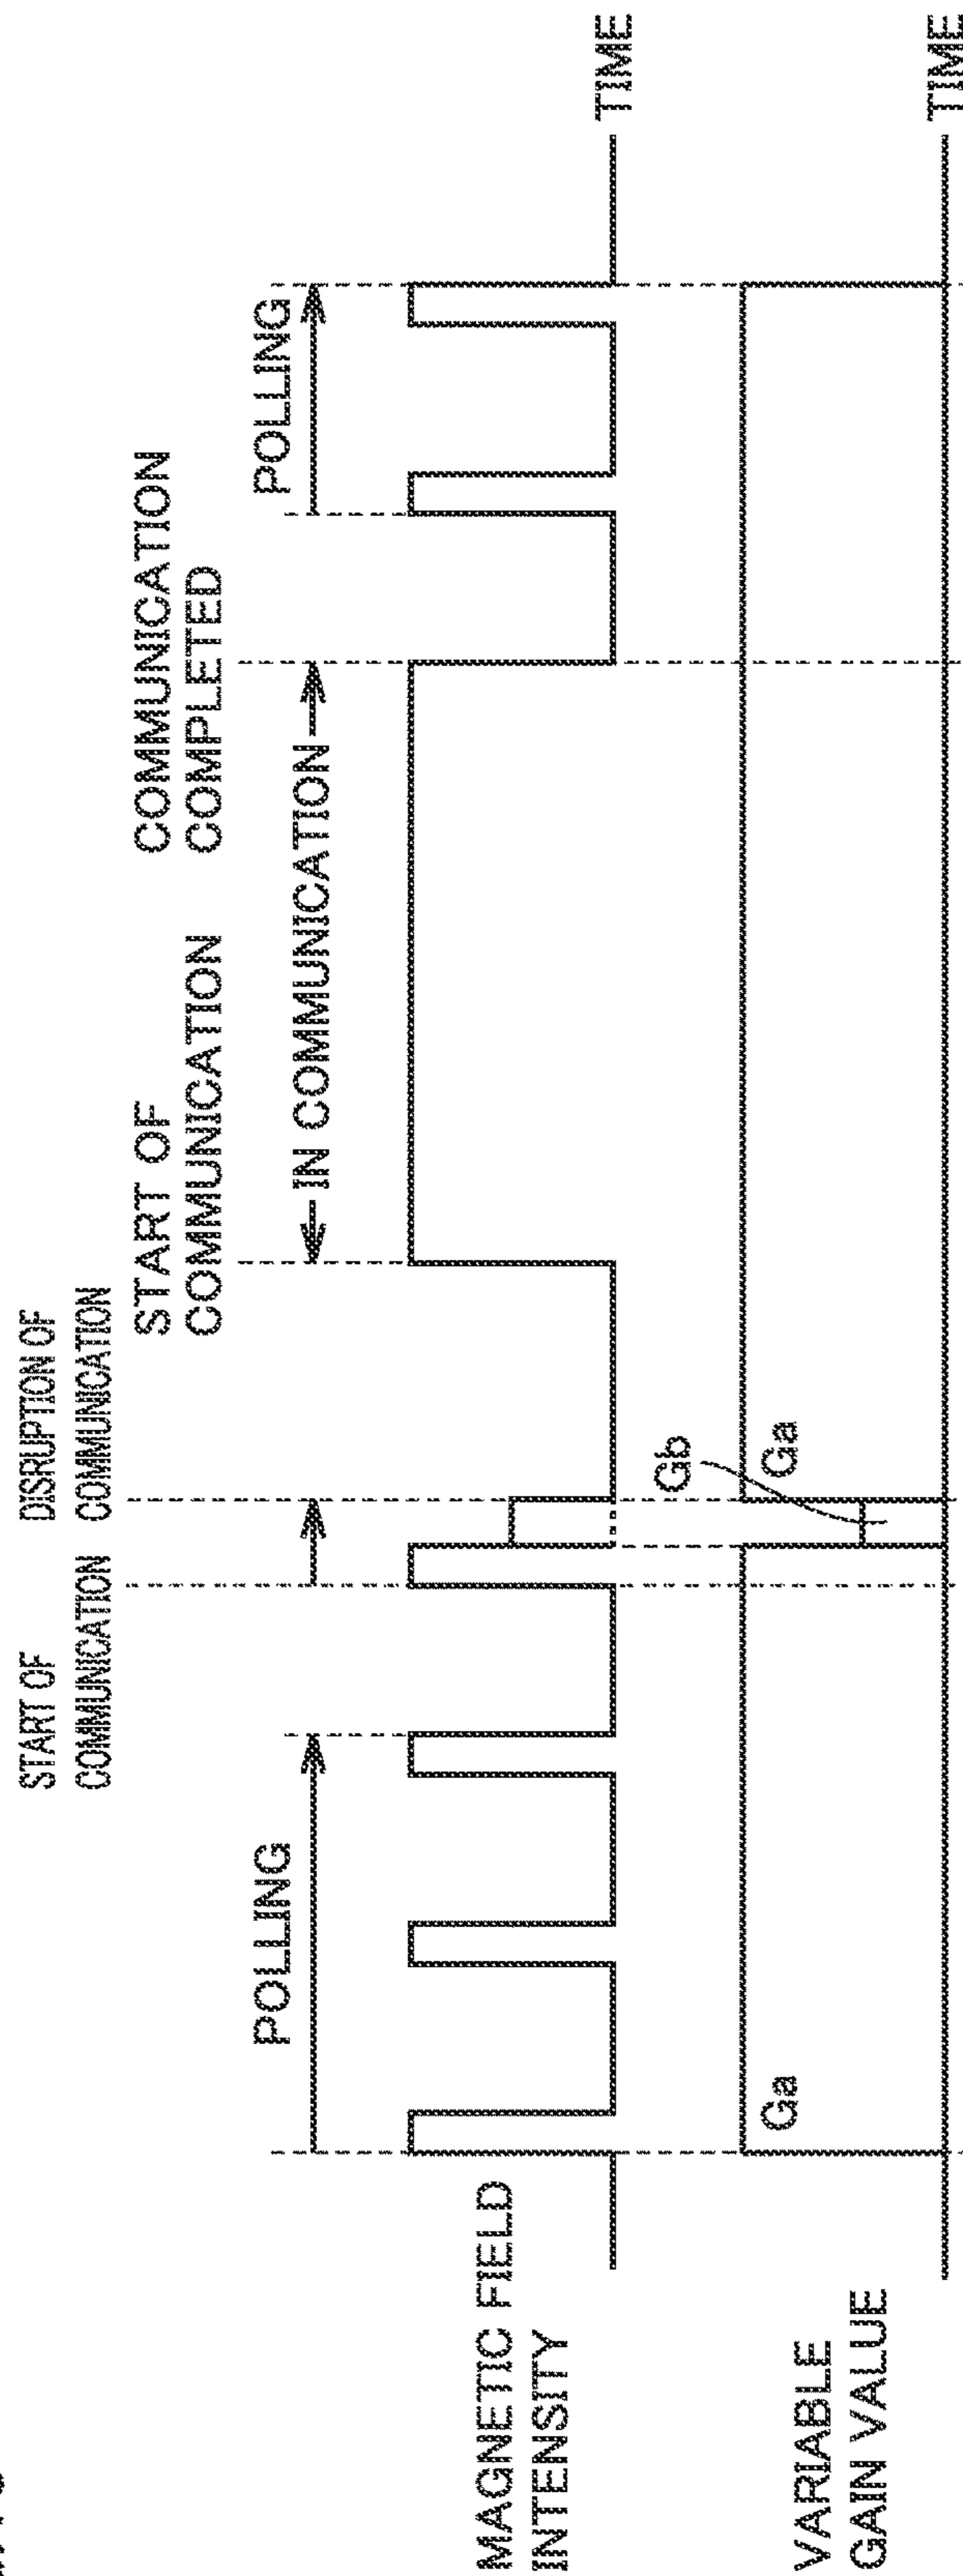 START OF
COMMUNICATION
DISRUPTION OF
COMMUNICATION
START OF
COMMUNICATION
COMMUNICATION
COMPLETED
POLLING
IN COMMUNICATION
POLLING
MAGNETIC FIELD
INTENSITY
TIME
Gb
Ga
Ga
VARIABLE
GAIN VALUE
TIME